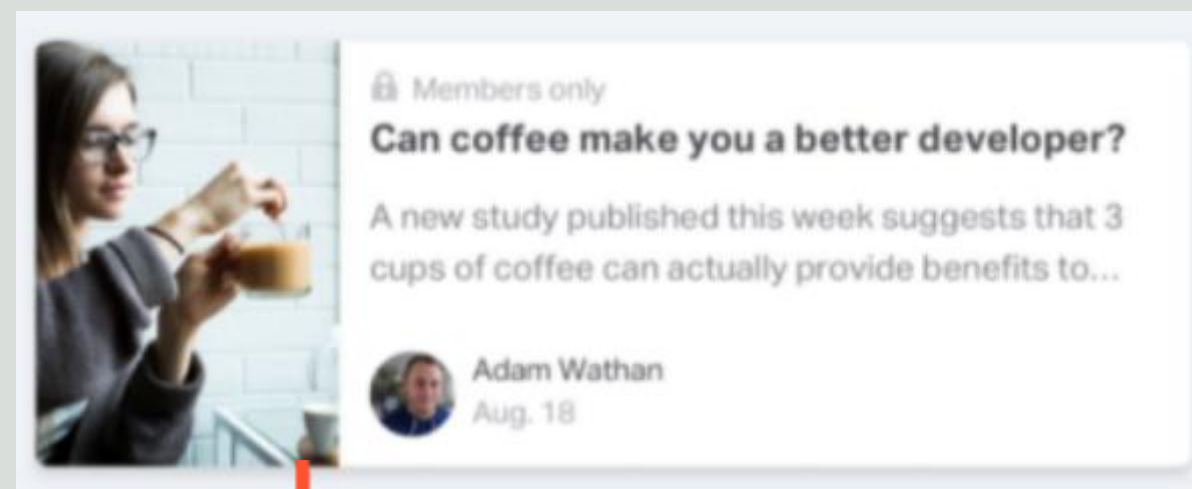 Members only
Can coffee make you a better developer?
A new study published this week suggests that 3
cups of coffee can actually provide benefits to...
Adam Wathan
Aug. 18